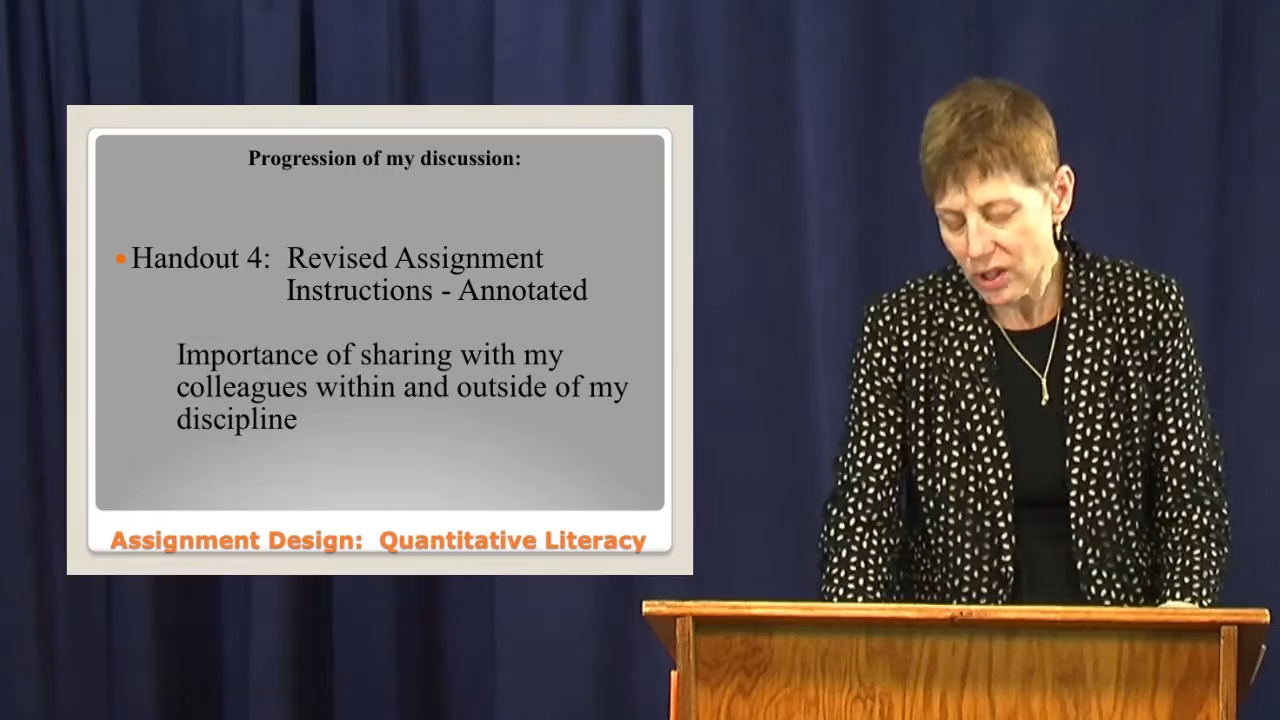 Progression of my discussion:
• Handout 4: Revised Assignment
Instructions - Annotated
Importance of sharing with my
colleagues within and outside of my
discipline
Assignment Design: Quantitative Literacy